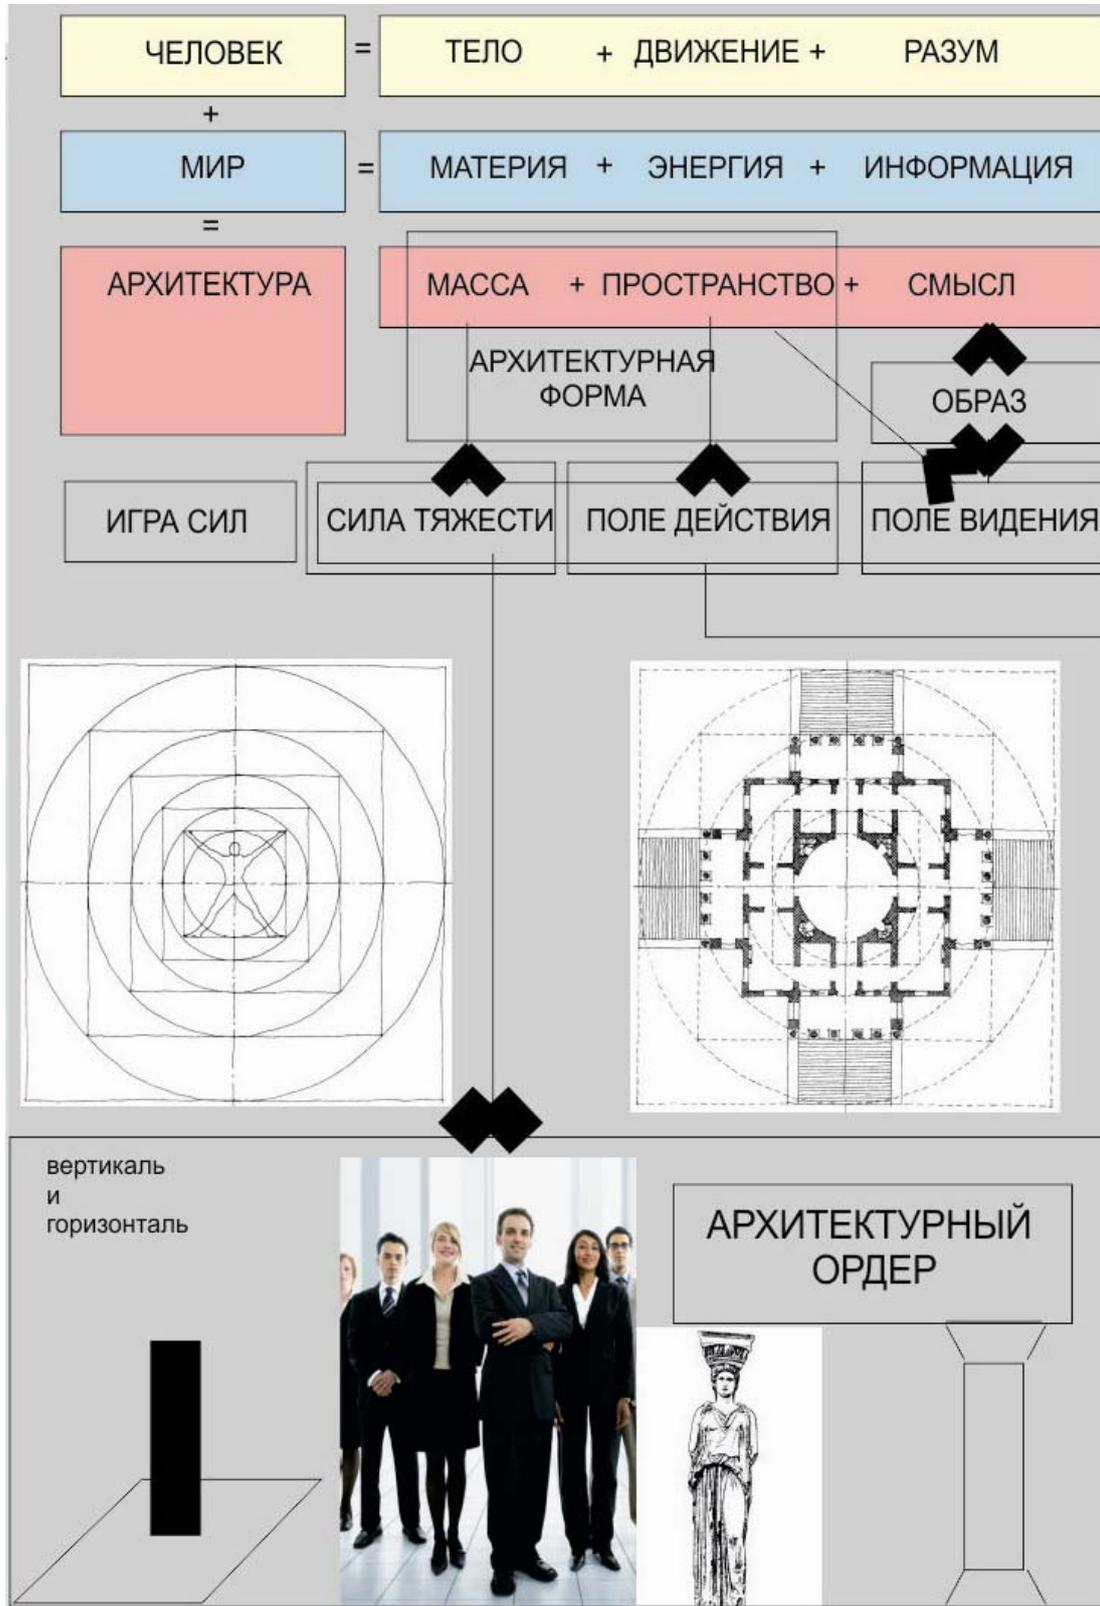 ЧЕЛОВЕК = ТЕЛО + ДВИЖЕНИЕ + РАЗУМ
+
МИР = МАТЕРИЯ + ЭНЕРГИЯ + ИНФОРМАЦИЯ
=
АРХИТЕКТУРА МАССА + ПРОСТРАНСТВО + СМЫСЛ
АРХИТЕКТУРНАЯ
ФОРМА
ОБРАЗ
ИГРА СИЛ СИЛА ТЯЖЕСТИ ПОЛЕ ДЕЙСТВИЯ ПОЛЕ ВИДЕНИЯ
вертикаль
и
горизонталь
АРХИТЕКТУРНЫЙ
ОРДЕР